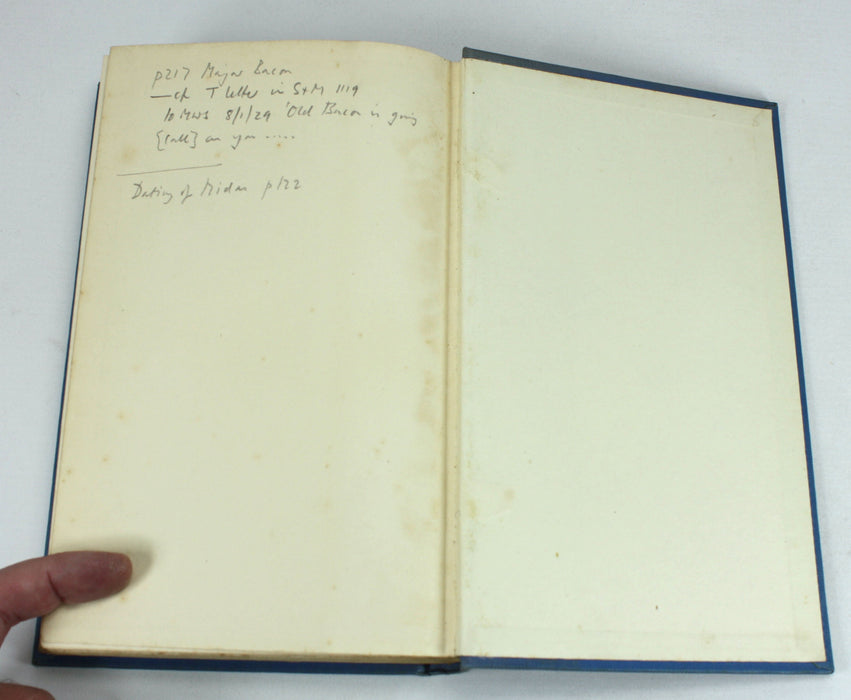 p217 Major Bacon
— cf T letter in S+M 1119
to MWS 8/1/29 'Old Bacon is going
{call} on you .....
Dating of Midas p122